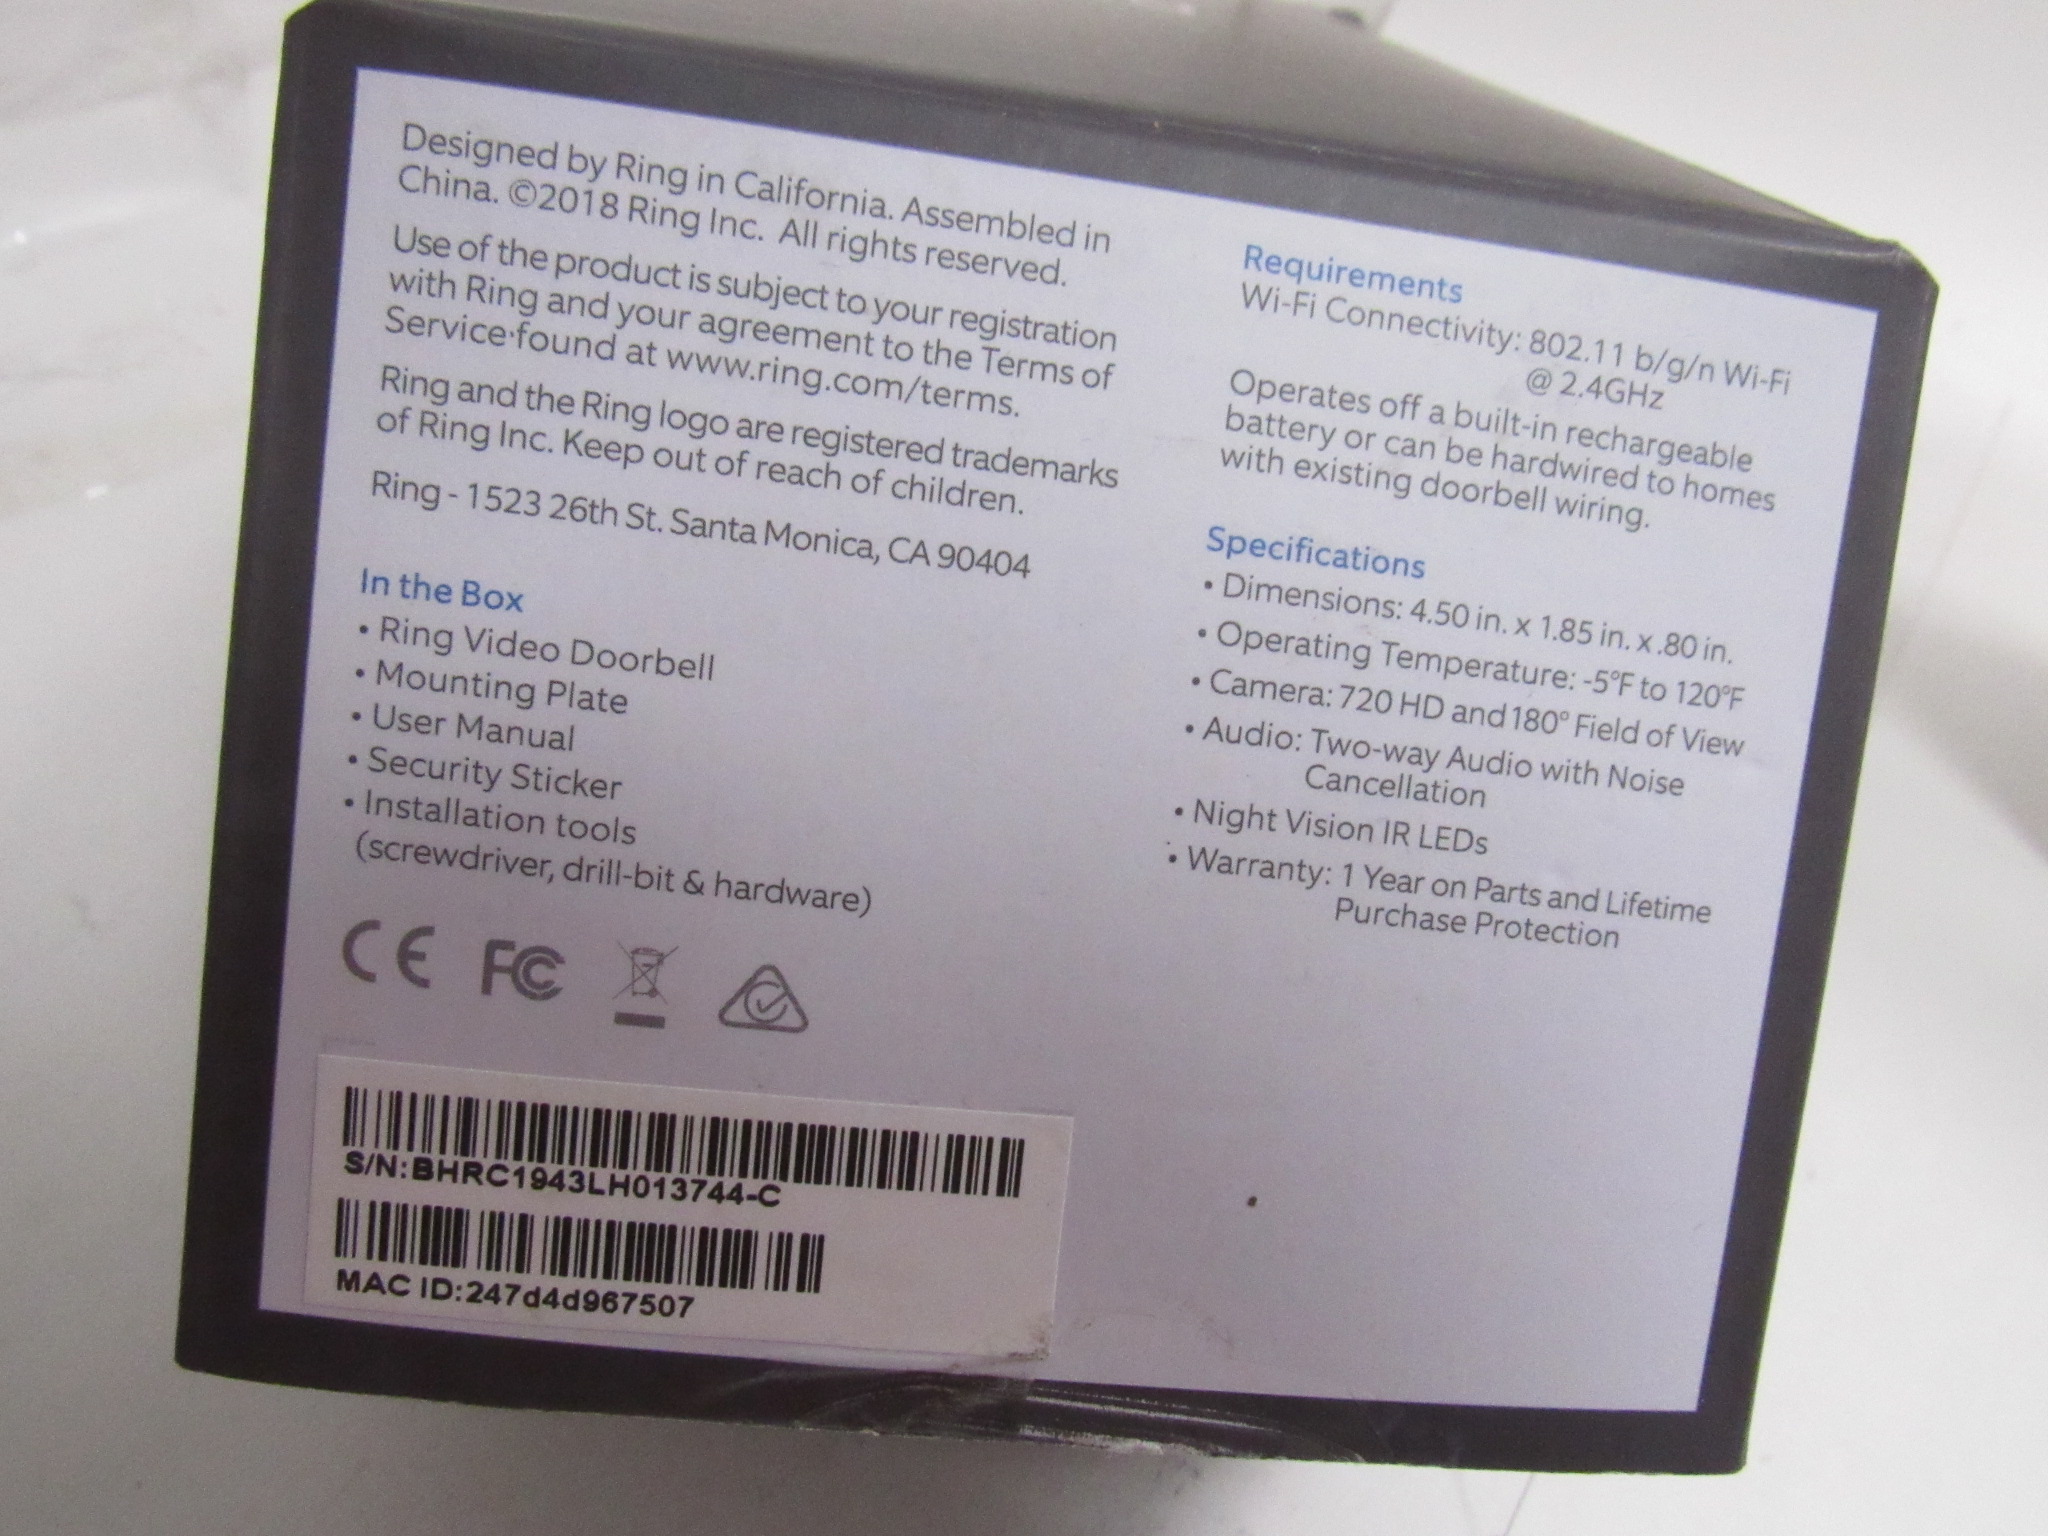 Designed by Ring in California. Assembled in
China. ©2018 Ring Inc. All rights reserved.
Use of the product is subject to your registration
with Ring and your agreement to the Terms of
Service found at www.ring.com/terms.
Ring and the Ring logo are registered trademarks
of Ring Inc. Keep out of reach of children.
Ring - 1523 26th St. Santa Monica, CA 90404
In the Box
• Ring Video Doorbell
• Mounting Plate
• User Manual
• Security Sticker
• Installation tools
(screwdriver, drill-bit & hardware)
CE FC
S/N:BHRC1943LH013744-C
MAC ID:247d4d967507
Requirements
Wi-Fi Connectivity: 802.11 b/g/n Wi-Fi
@ 2.4GHz
Operates off a built-in rechargeable
battery or can be hardwired to homes
with existing doorbell wiring.
Specifications
• Dimensions: 4.50 in. x 1.85 in. x .80 in.
• Operating Temperature: -5°F to 120°F
• Camera: 720 HD and 180° Field of View
• Audio: Two-way Audio with Noise
Cancellation
• Night Vision IR LEDs
• Warranty: 1 Year on Parts and Lifetime
Purchase Protection